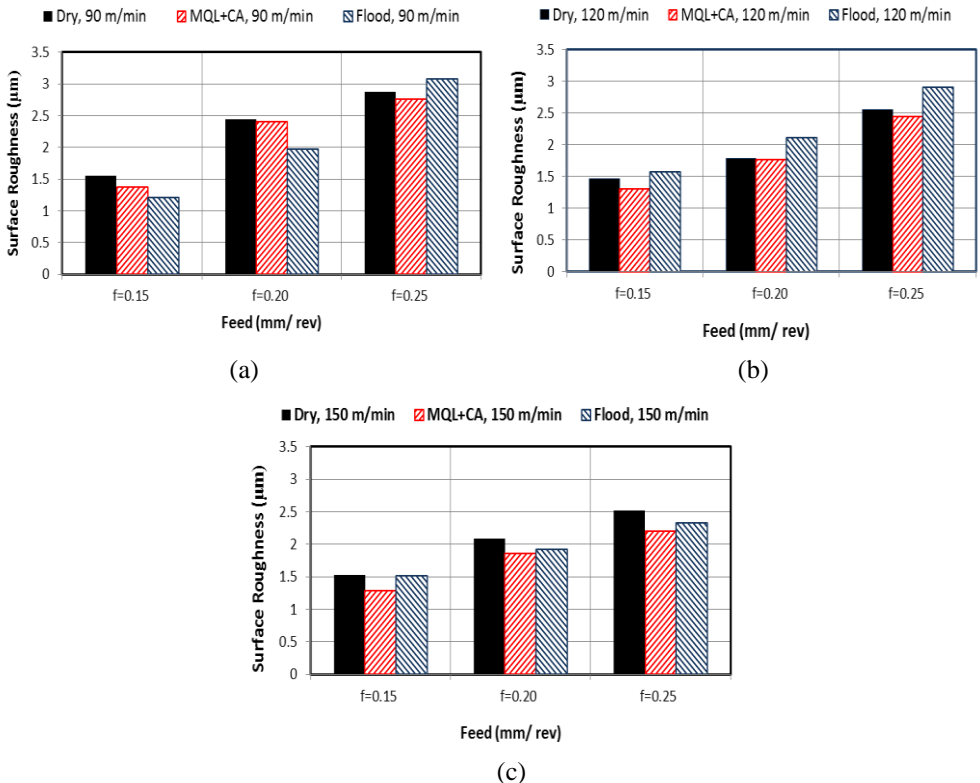 Dry, 90 m/min MQL+CA, 90 m/min Flood, 90 m/min
3.5
3
2.5
2
1.5
1
0.5
0
Surface Roughness (μm)
f=0.15 f=0.20 f=0.25
Feed (mm/ rev)
(a)
Dry, 120 m/min MQL+CA, 120 m/min Flood, 120 m/min
3.5
3
2.5
2
1.5
1
0.5
0
Surface Roughness (μm)
f=0.15 f=0.20 f=0.25
Feed (mm/ rev)
(b)
Dry, 150 m/min MQL+CA, 150 m/min Flood, 150 m/min
3.5
3
2.5
2
1.5
1
0.5
0
Surface Roughness (μm)
f=0.15 f=0.20 f=0.25
Feed (mm/ rev)
(c)